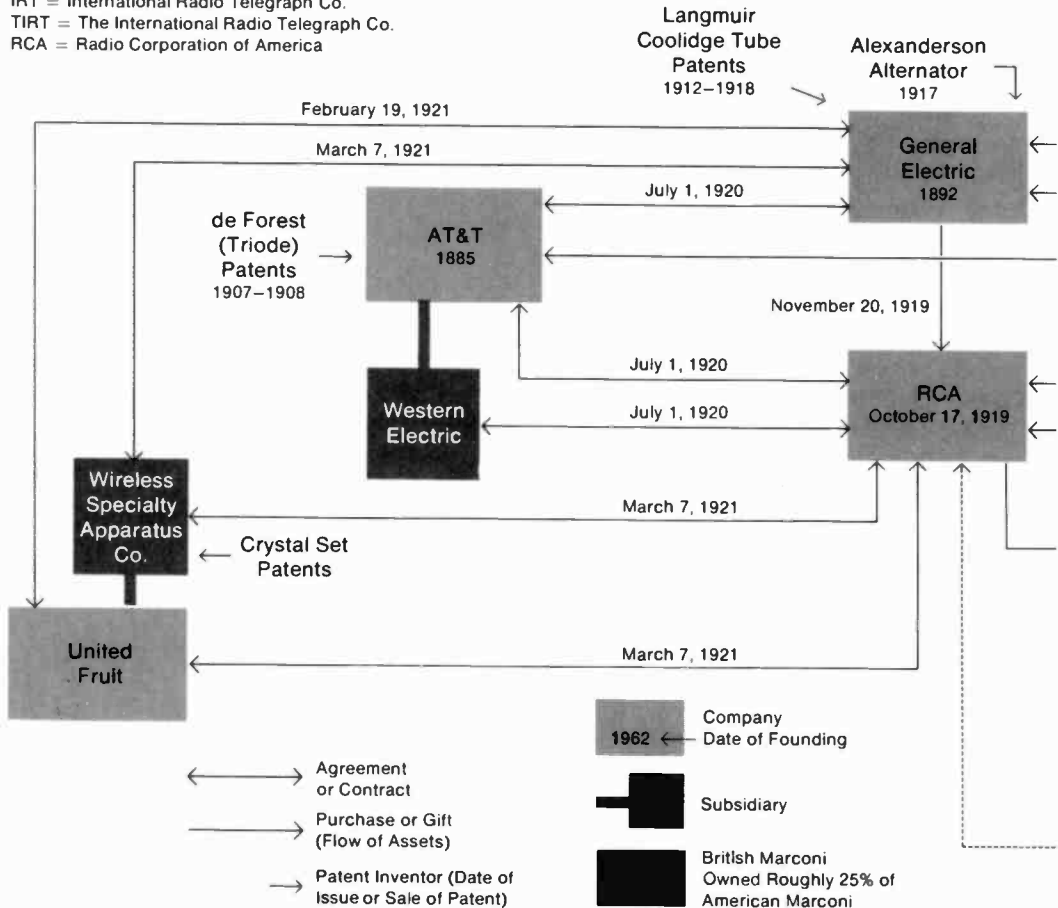 IRT = International Radio Telegraph Co.
TIRT = The International Radio Telegraph Co.
RCA = Radio Corporation of America
Langmuir
Coolidge Tube
Patents
1912–1918
Alexanderson
Alternator
1917
February 19, 1921
March 7, 1921
General
Electric
1892
July 1, 1920
de Forest
(Triode)
Patents
1907–1908
AT&T
1885
November 20, 1919
July 1, 1920
RCA
October 17, 1919
July 1, 1920
Western
Electric
Wireless
Specialty
Apparatus
Co.
March 7, 1921
Crystal Set
Patents
United
Fruit
March 7, 1921
1962
Company
Date of Founding
Agreement
or Contract
Subsidiary
Purchase or Gift
(Flow of Assets)
Patent Inventor (Date of
Issue or Sale of Patent)
British Marconi
Owned Roughly 25% of
American Marconi